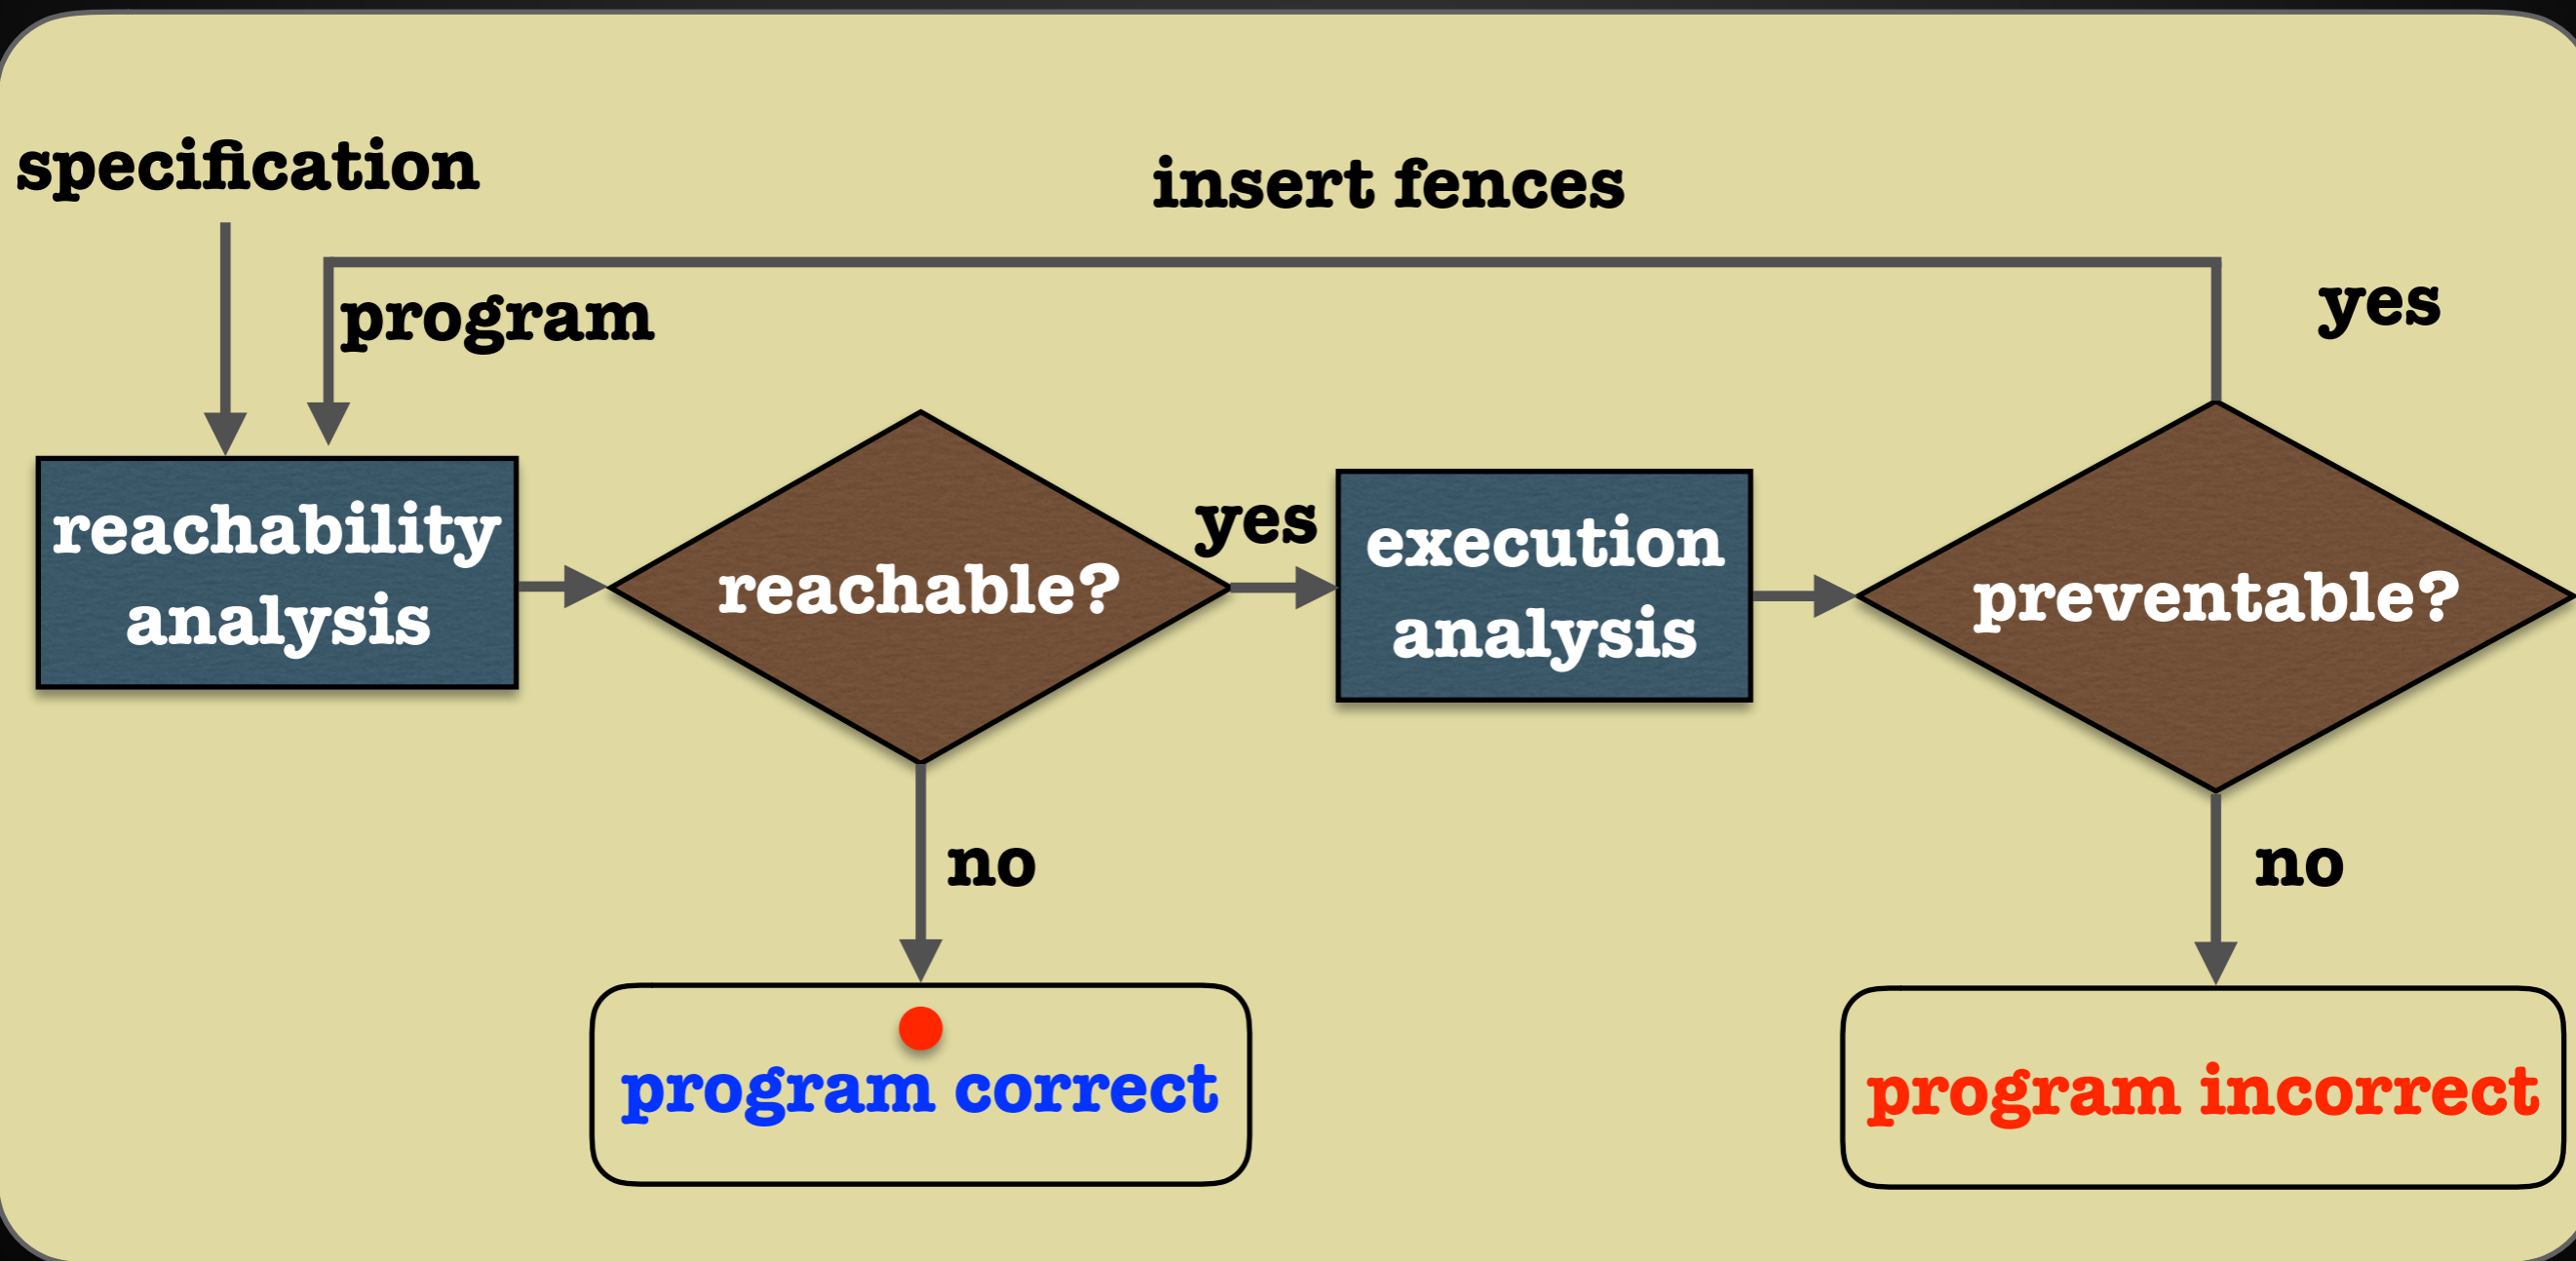 specification
insert fences
program
yes
reachability
analysis
reachable?
yes
execution
analysis
preventable?
no
no
program correct
program incorrect